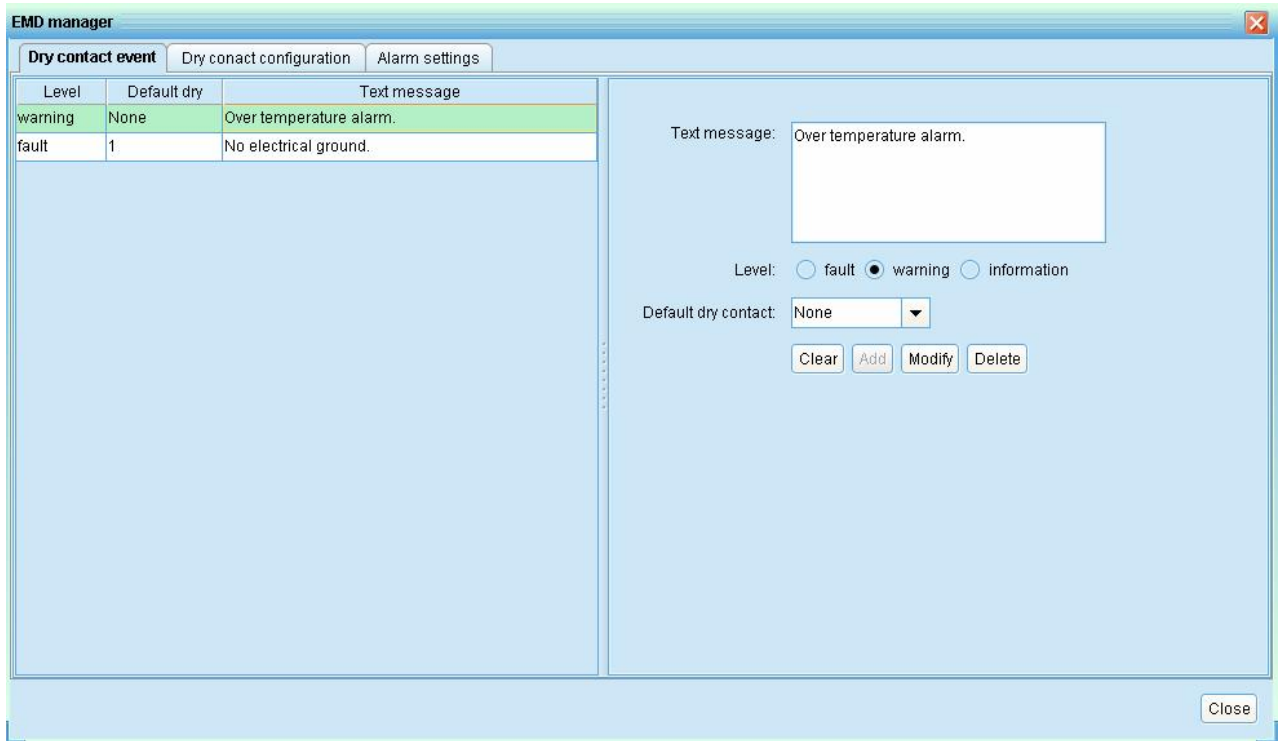 EMD manager
Dry contact event Dry conact configuration Alarm settings
Level Default dry Text message
warning None Over temperature alarm.
fault 1 No electrical ground.
Text message: Over temperature alarm.
Level: fault warning information
Default dry contact: None
Clear Add Modify Delete
Close